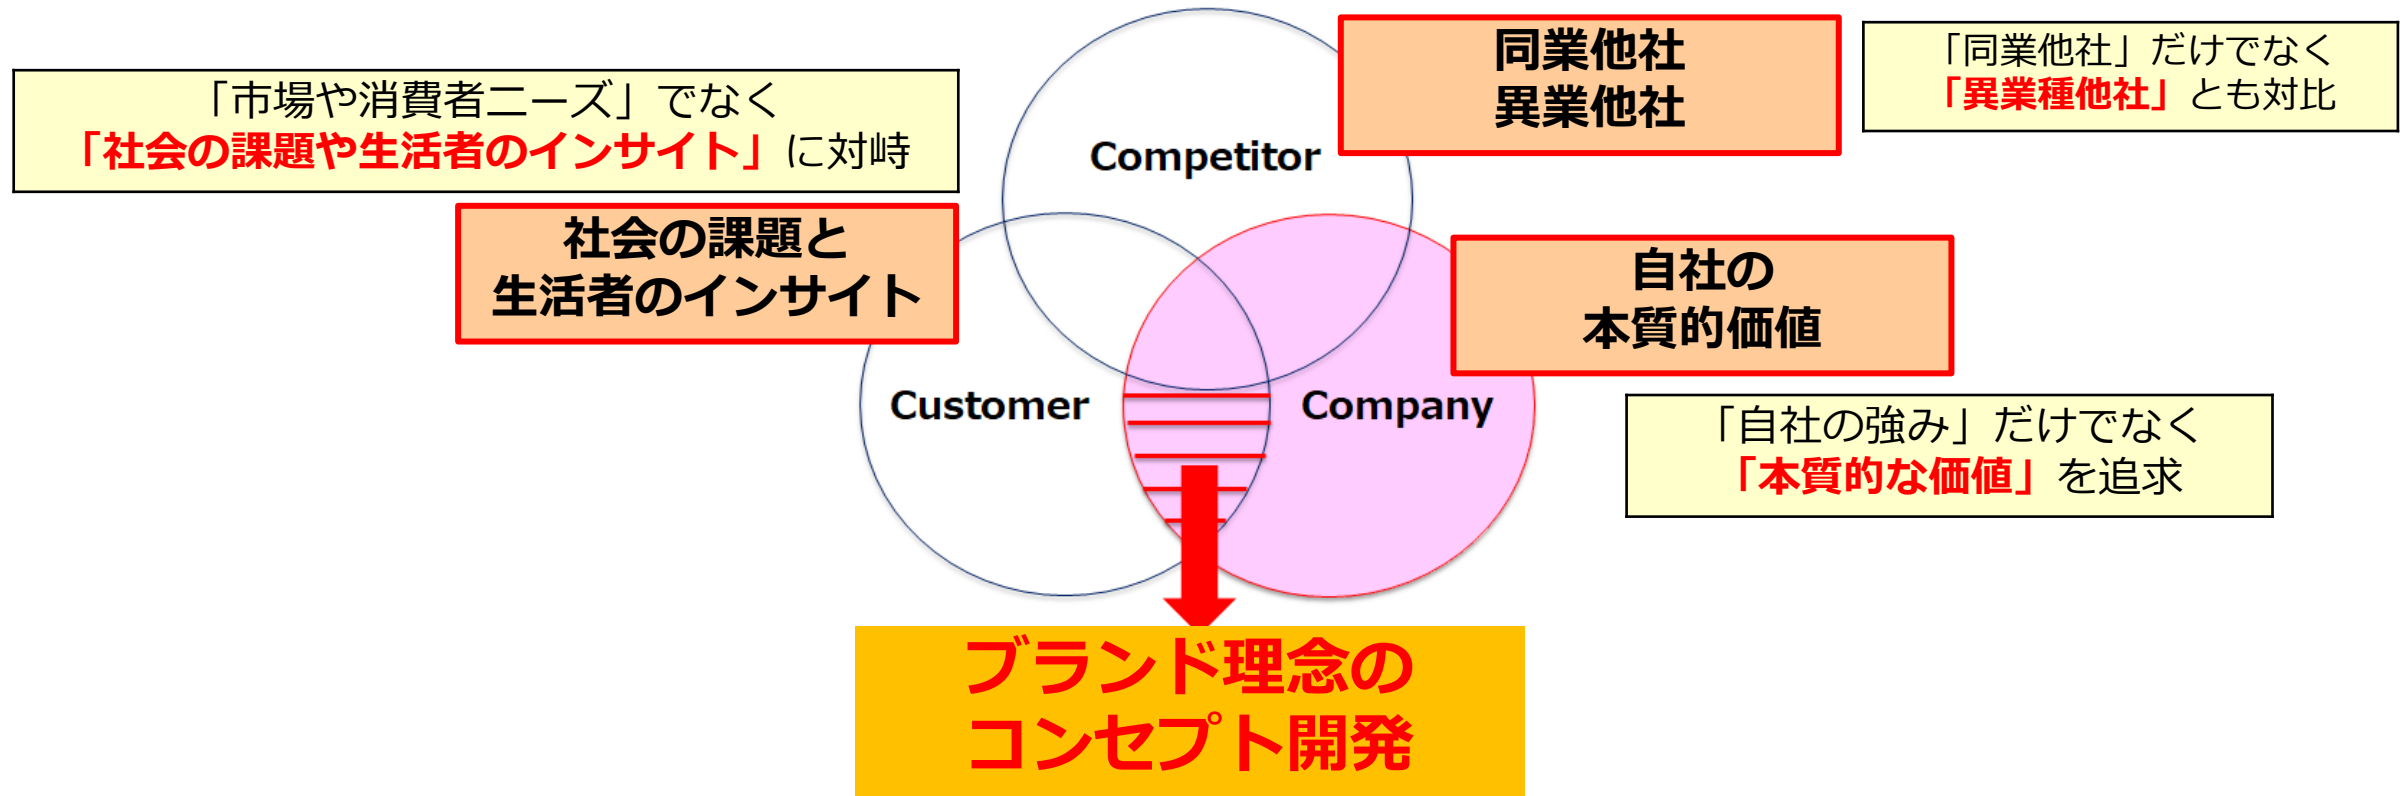 「市場や消費者ニーズ」でなく
「社会の課題や生活者のインサイト」に対峙
社会の課題と
生活者のインサイト
同業他社
異業他社
「同業他社」だけでなく
「異業種他社」とも対比
Competitor
自社の
本質的価値
Customer
Company
「自社の強み」だけでなく
「本質的な価値」を追求
ブランド理念の
コンセプト開発